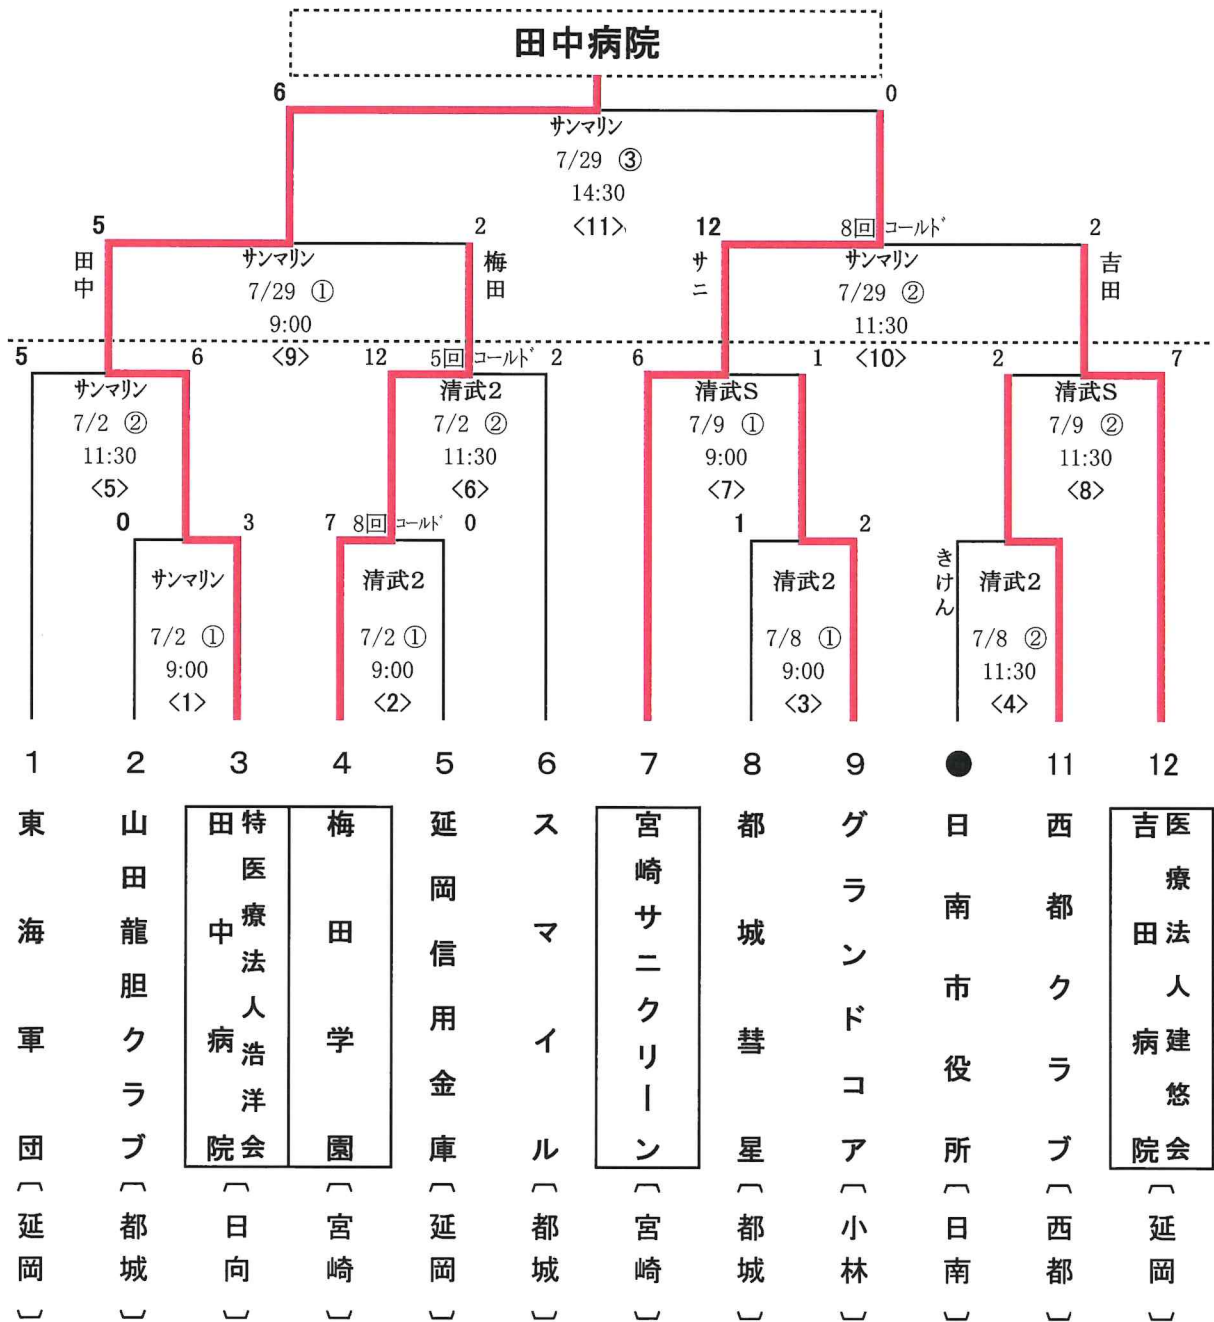 田中病院
6
0
サンマリン
7/29 ③
14:30
<11>
5
2
12
8回コールド
2
田中
サンマリン
梅田
サニ
サンマリン
吉田
7/29 ①
7/29 ②
9:00
11:30
<9>
<10>
5
6
12
5回コールド
2
6
1
2
7
サンマリン
清武2
清武S
清武S
7/2 ②
7/2 ②
7/9 ①
7/9 ②
11:30
11:30
9:00
11:30
<5>
<6>
<7>
<8>
0
3
7
8回コールド
0
1
2
きけん
サンマリン
清武2
清武2
清武2
7/2 ①
7/2 ①
7/8 ①
7/8 ②
9:00
9:00
9:00
11:30
<1>
<2>
<3>
<4>
1
2
3
4
5
6
7
8
9
●
11
12
東海軍団
〔延岡〕
山田龍胆クラブ
〔都城〕
特医療法人浩洋会
田中病院
〔日向〕
梅田学園
〔宮崎〕
延岡信用金庫
〔延岡〕
スマイル
〔都城〕
宮崎サニクリーン
〔宮崎〕
都城彗星
〔都城〕
グランドコア
〔小林〕
日南市役所
〔日南〕
西都クラブ
〔西都〕
医療法人建悠会
吉田病院
〔延岡〕